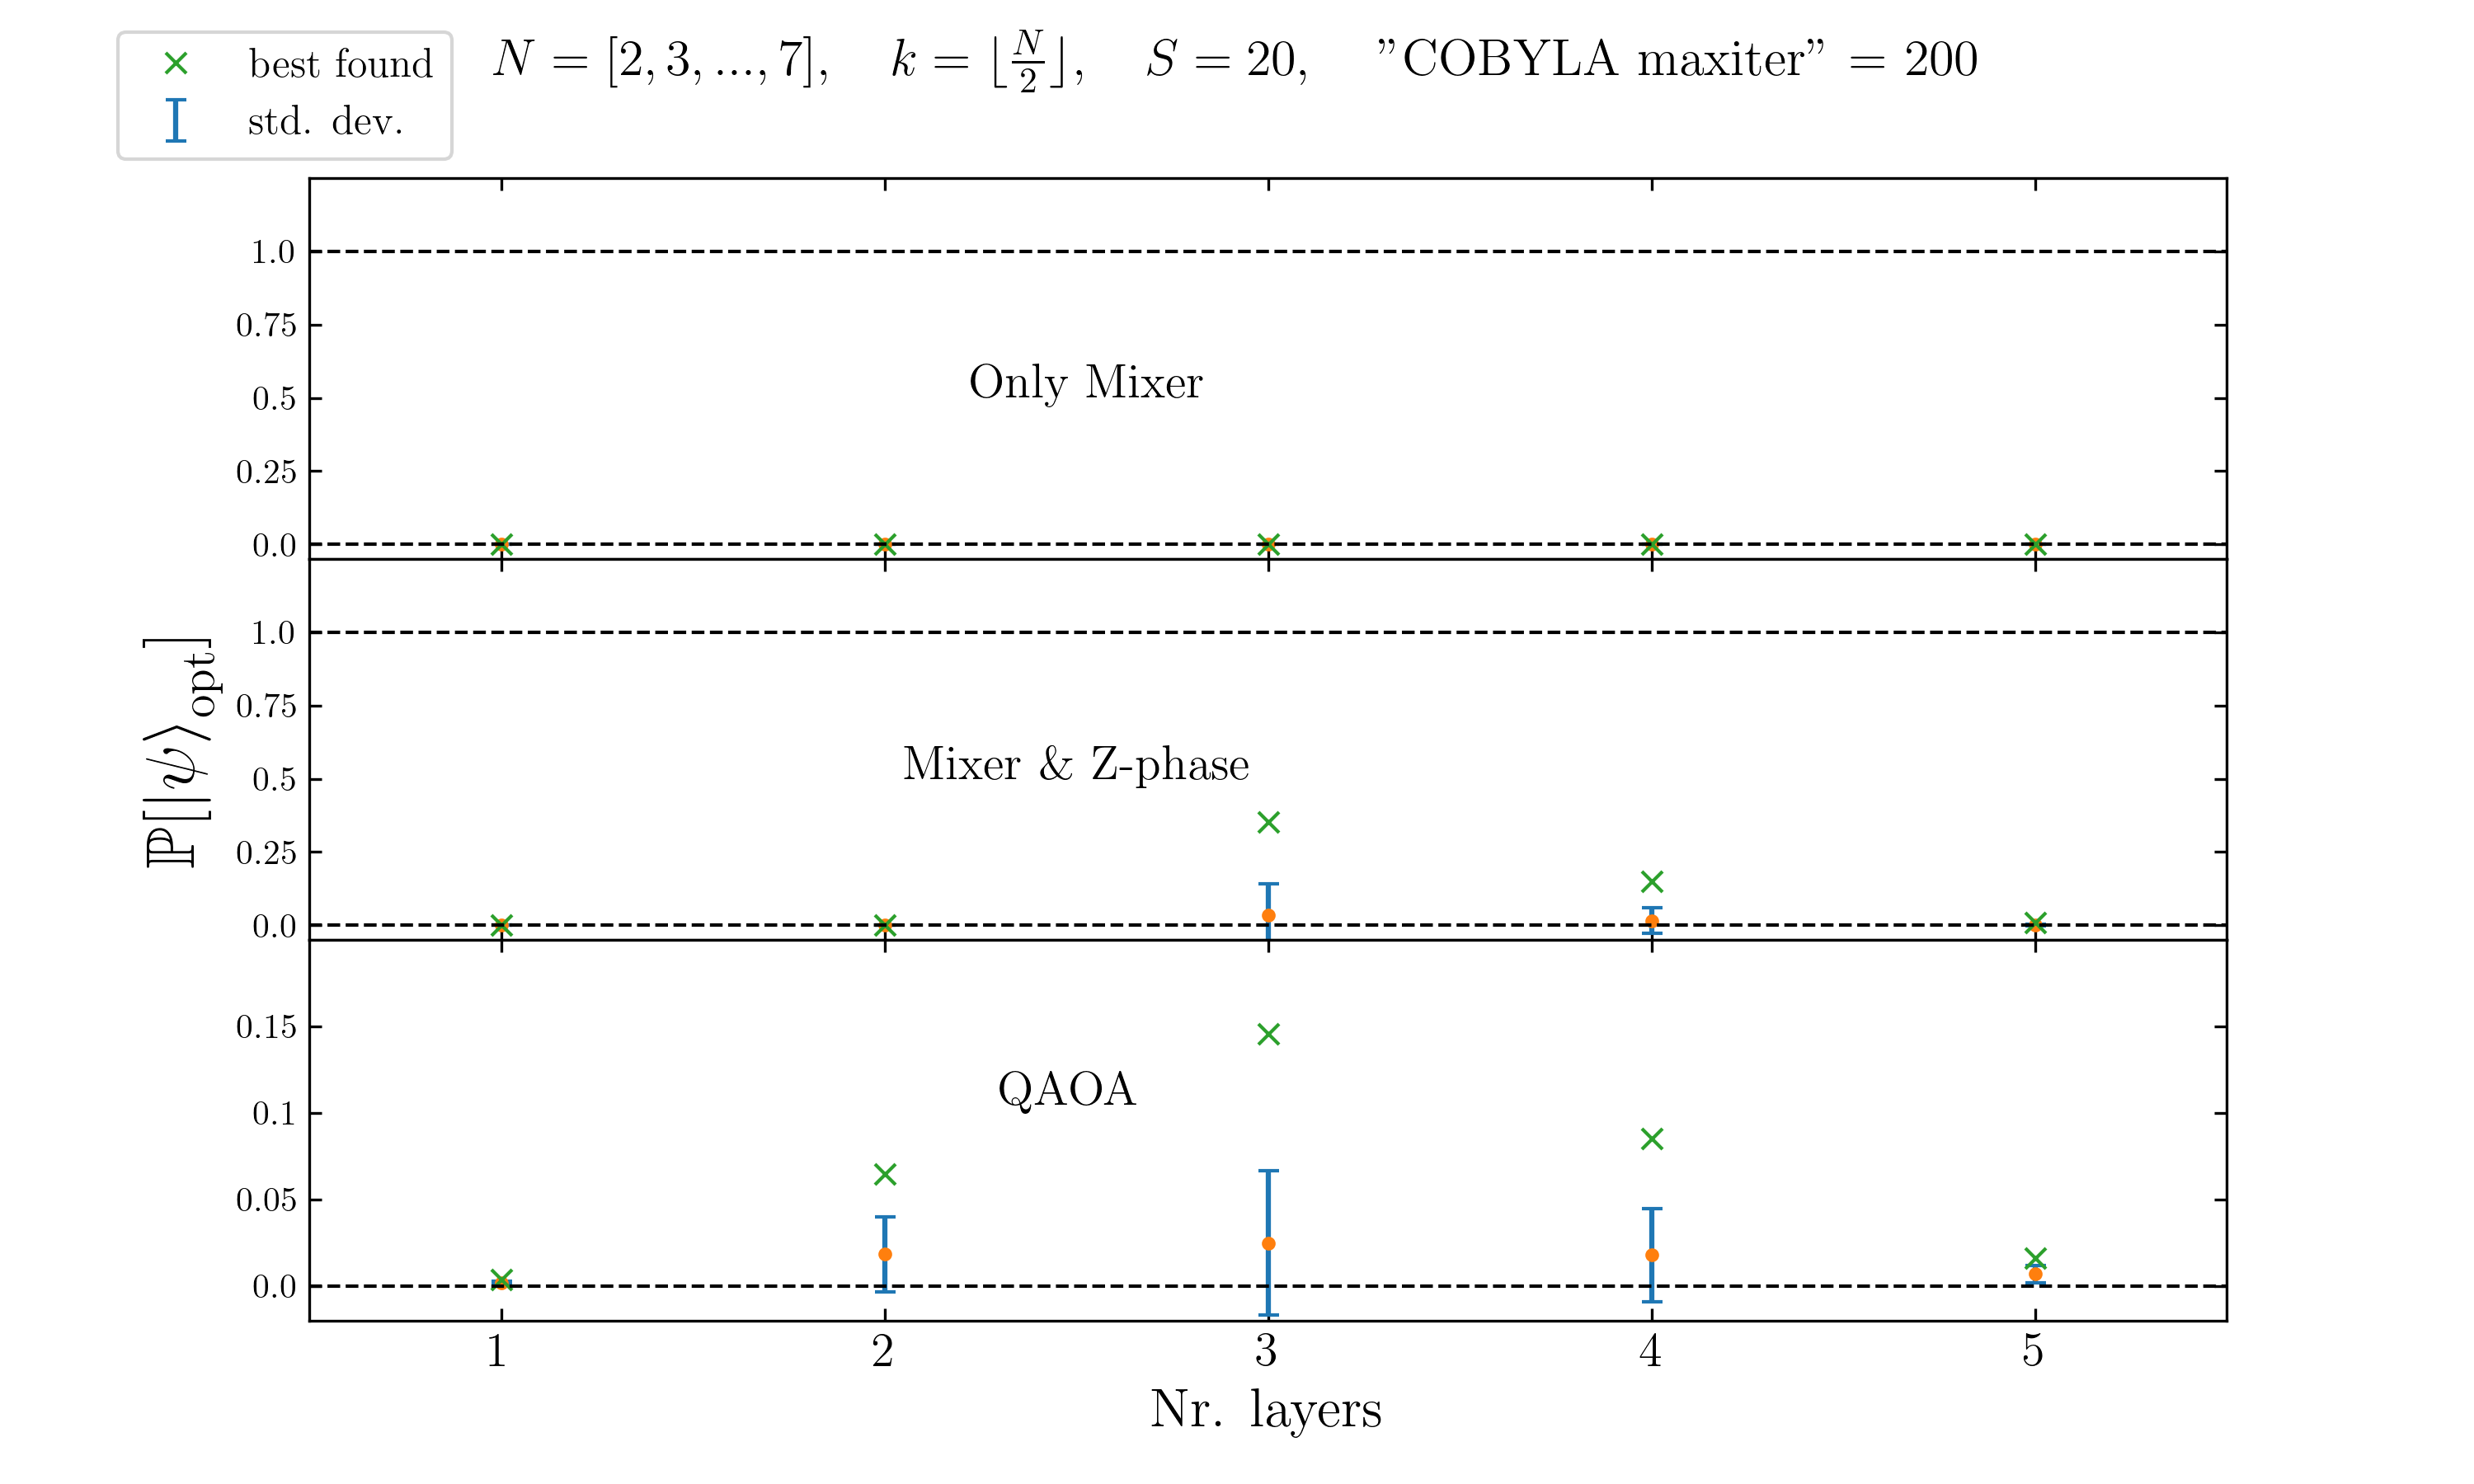 best found
std. dev.
N = [2, 3, ..., 7], k = ⌊N/2⌋, S = 20, ”COBYLA maxiter” = 200
1.0
0.75
0.5
0.25
0.0
Only Mixer
1.0
0.75
0.5
0.25
0.0
Mixer & Z-phase
ℙ[|ψ⟩opt]
0.15
0.1
0.05
0.0
QAOA
1 2 3 4 5
Nr. layers